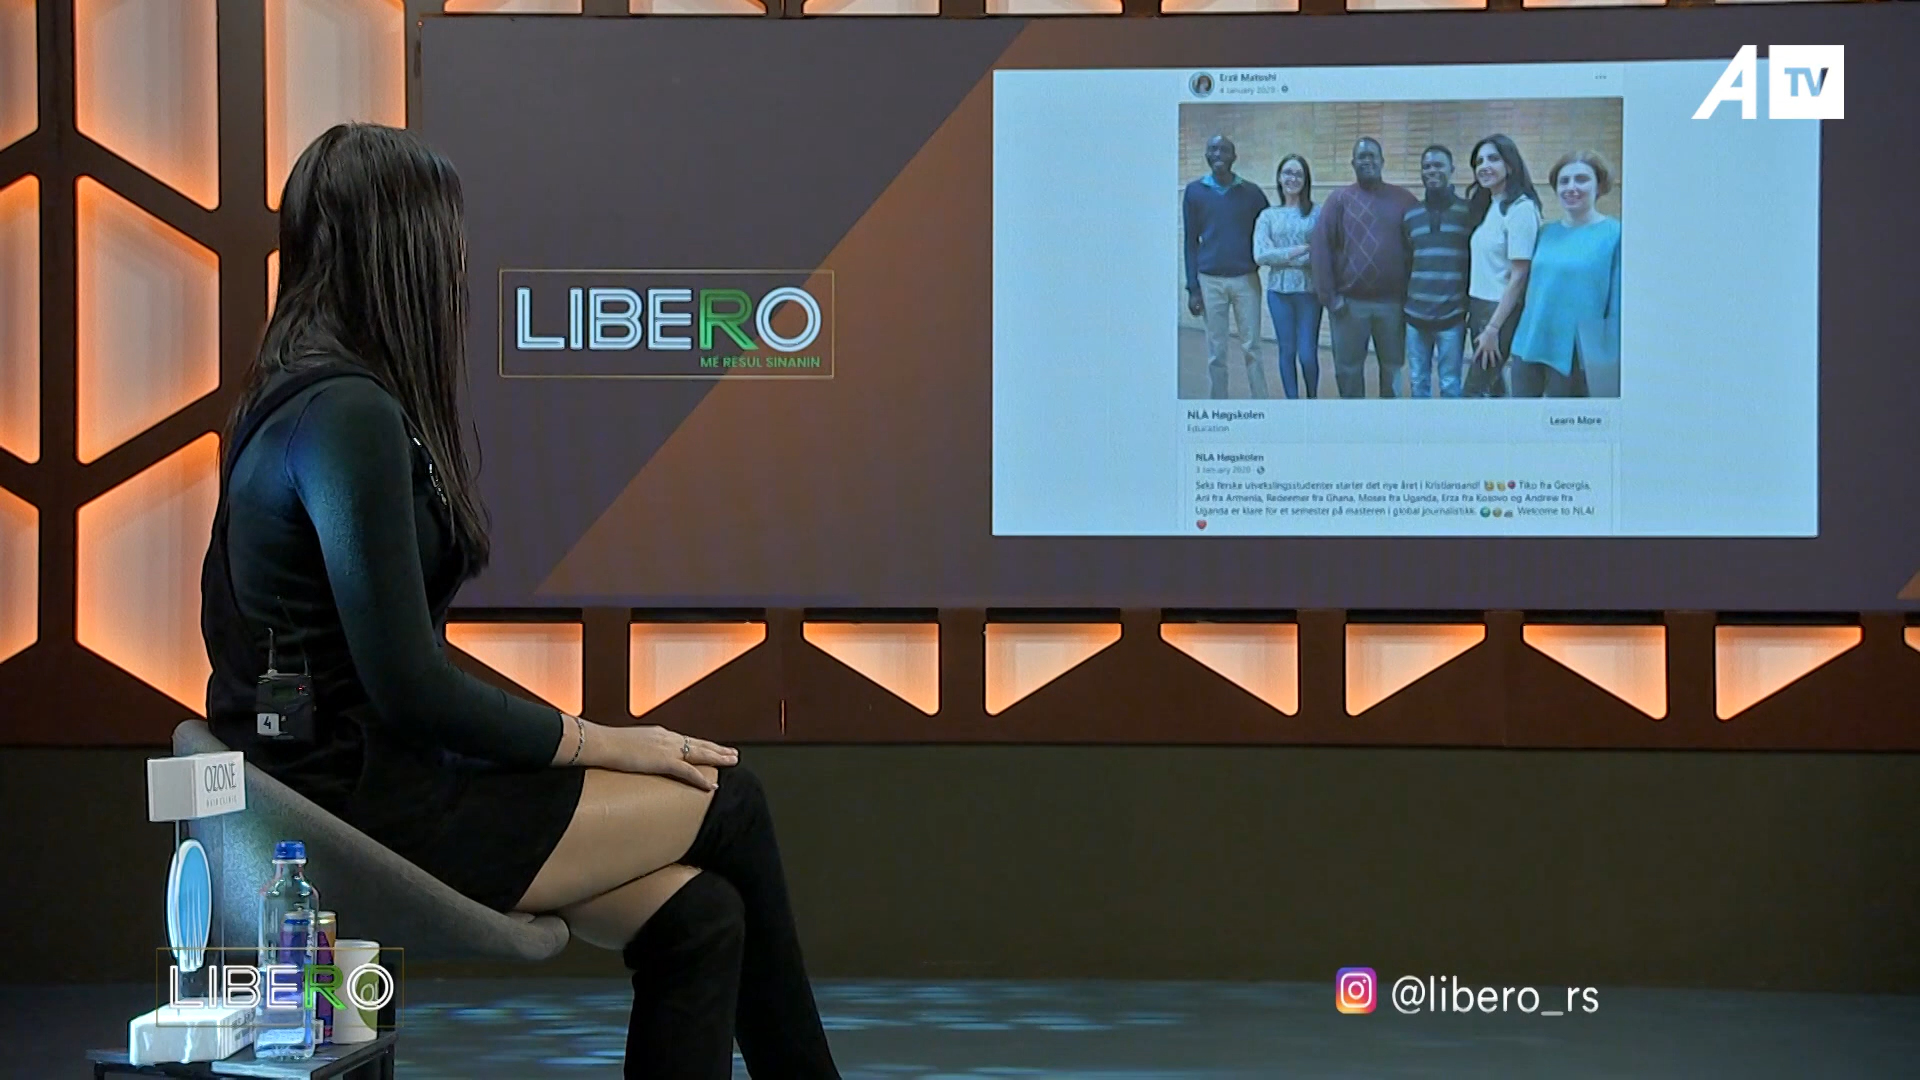 A TV
Erzë Matoshi
4 January 2020
LIBERO
ME RESUL SINANIN
NLA Høgskolen
Education
Learn More
NLA Høgskolen
3 January 2020
Seks ferske utvekslingsstudenter starter det nye året i Kristiansand! Tiko fra Georgia,
Ani fra Armenia, Redeemer fra Ghana, Moses fra Uganda, Erza fra Kosovo og Andrew fra
Uganda er klare for et semester på masteren i global journalistikk. Welcome to NLA!
4
OZONE
LIBERO
@libero_rs